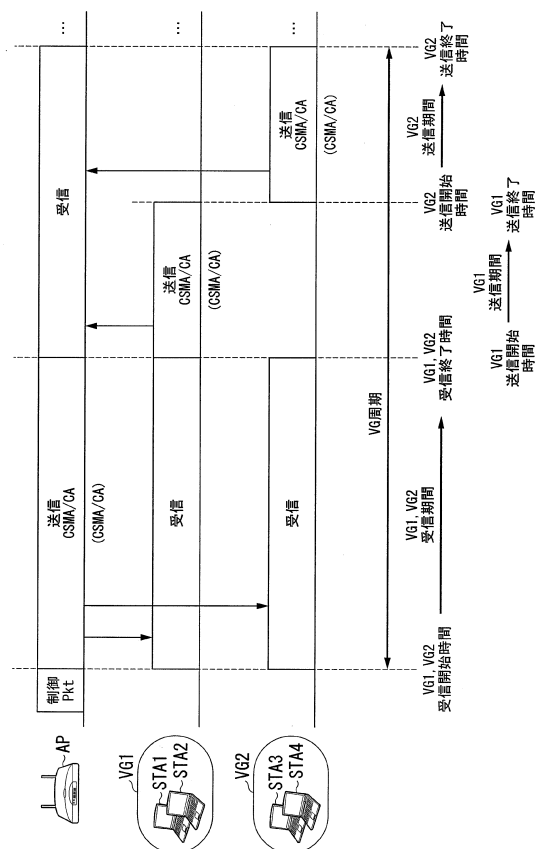 AP
制御
Pkt
送信
CSMA/CA
(CSMA/CA)
受信
…
VG1
STA1
STA2
受信
送信
CSMA/CA
(CSMA/CA)
…
VG2
STA3
STA4
受信
送信
CSMA/CA
(CSMA/CA)
…
VG周期
VG1, VG2
受信開始時間
VG1, VG2
受信期間
VG1, VG2
受信終了時間
VG2
送信開始
時間
VG2
送信期間
VG2
送信終了
時間
VG1
送信開始
時間
VG1
送信期間
VG1
送信終了
時間